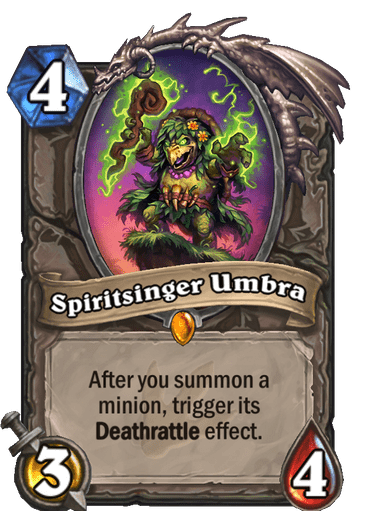 4
Spiritsinger Umbra
After you summon a
minion, trigger its
Deathrattle effect.
3
4